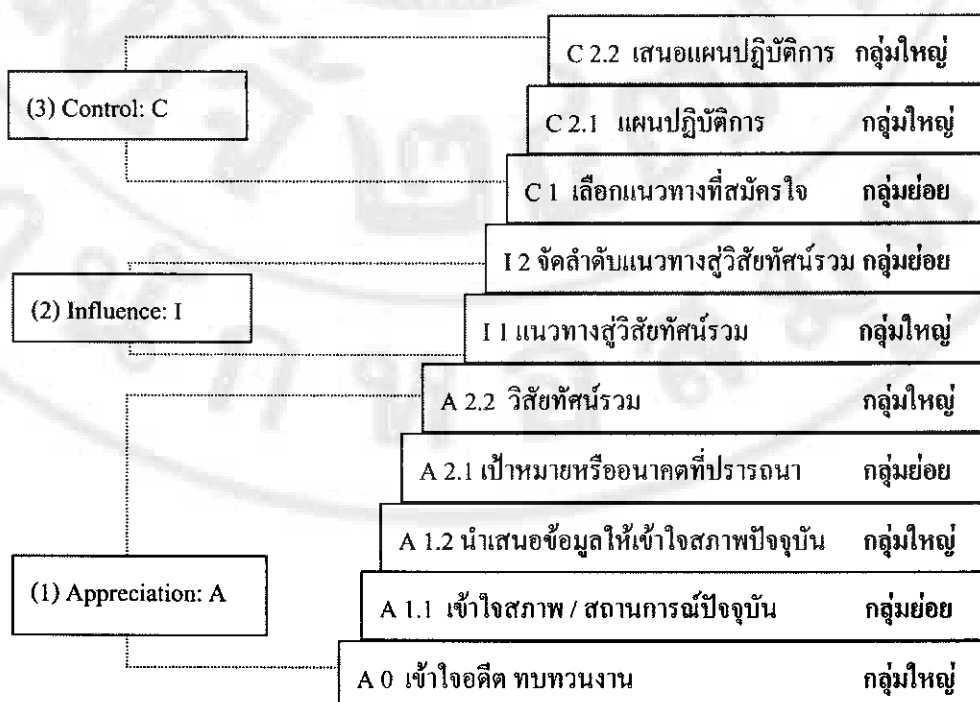 C 2.2 เสนอแผนปฏิบัติการ กลุ่มใหญ่
(3) Control: C
C 2.1 แผนปฏิบัติการ กลุ่มใหญ่
C 1 เลือกแนวทางที่สมัครใจ กลุ่มย่อย
I 2 จัดลำดับแนวทางสู่วิสัยทัศน์รวม กลุ่มย่อย
(2) Influence: I
I 1 แนวทางสู่วิสัยทัศน์รวม กลุ่มใหญ่
A 2.2 วิสัยทัศน์รวม กลุ่มใหญ่
A 2.1 เป้าหมายหรืออนาคตที่ปรารถนา กลุ่มย่อย
A 1.2 นำเสนอข้อมูลให้เข้าใจสภาพปัจจุบัน กลุ่มใหญ่
(1) Appreciation: A
A 1.1 เข้าใจสภาพ / สถานการณ์ปัจจุบัน กลุ่มย่อย
A 0 เข้าใจอดีต ทบทวนงาน กลุ่มใหญ่